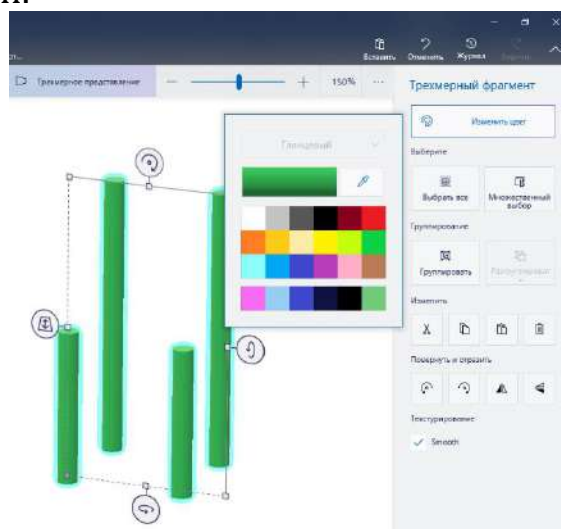 Вставить Отменить Журнал
Трехмерное представление
150%
Трехмерный фрагмент
Изменить цвет
Глянцевый
Выберите
Выбрать все
Множественный
выбор
Группирование
Группировать
Разгруппировать
Изменить
Повернуть и отразить
Текстурирование
Smooth